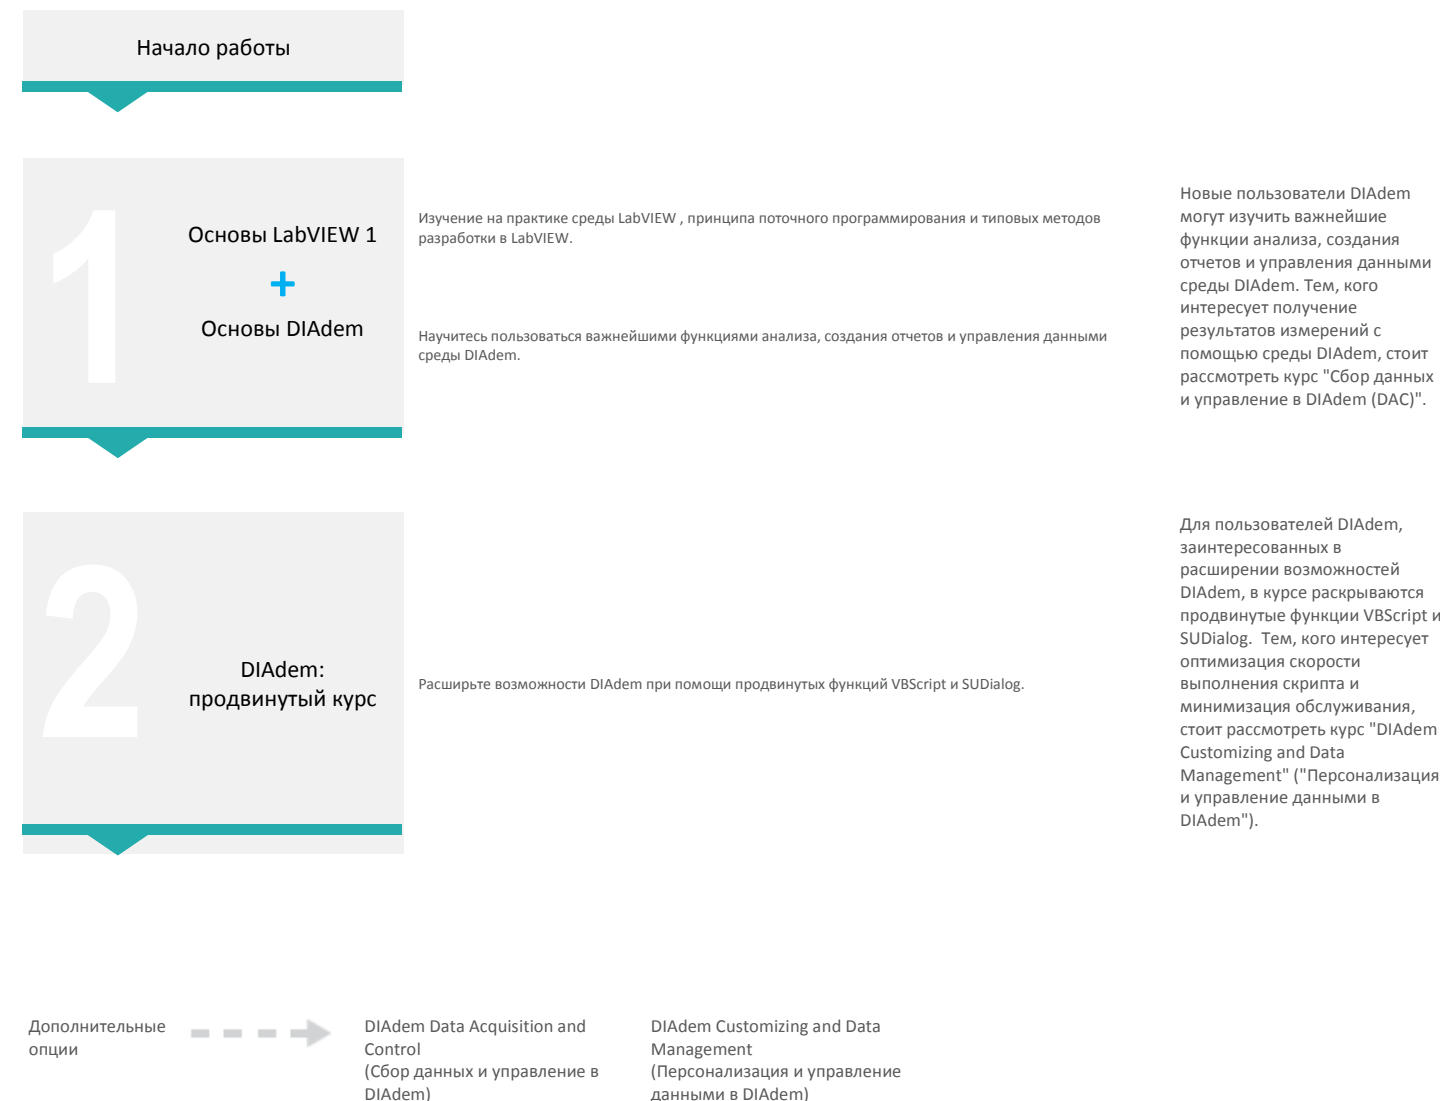 Начало работы
1
Основы LabVIEW 1
+
Основы DIAdem
Изучение на практике среды LabVIEW , принципа поточного программирования и типовых методов
разработки в LabVIEW.
Научитесь пользоваться важнейшими функциями анализа, создания отчетов и управления данными
среды DIAdem.
Новые пользователи DIAdem
могут изучить важнейшие
функции анализа, создания
отчетов и управления данными
среды DIAdem. Тем, кого
интересует получение
результатов измерений с
помощью среды DIAdem, стоит
рассмотреть курс "Сбор данных
и управление в DIAdem (DAC)".
2
DIAdem:
продвинутый курс
Расширьте возможности DIAdem при помощи продвинутых функций VBScript и SUDialog.
Для пользователей DIAdem,
заинтересованных в
расширении возможностей
DIAdem, в курсе раскрываются
продвинутые функции VBScript и
SUDialog.  Тем, кого интересует
оптимизация скорости
выполнения скрипта и
минимизация обслуживания,
стоит рассмотреть курс "DIAdem
Customizing and Data
Management" ("Персонализация
и управление данными в
DIAdem").
Дополнительные
опции
DIAdem Data Acquisition and
Control
(Сбор данных и управление в
DIAdem)
DIAdem Customizing and Data
Management
(Персонализация и управление
данными в DIAdem)